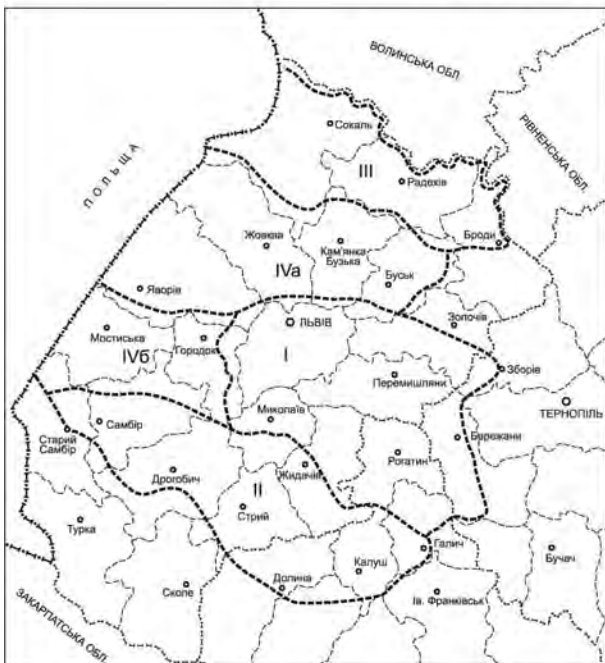 ВОЛИНСЬКА ОБЛ.
РІВНЕНСЬКА ОБЛ.
ПОЛЬЩА
Сокаль
III
Радехів
Броди
Жовква
Кам'янка
Бузька
IVa
Буськ
Яворів
Золочів
ЛЬВІВ
Мостиська
Городок
IVб
I
Зборів
Перемишляни
ТЕРНОПІЛЬ
Миколаїв
Самбір
Старий
Самбір
Бережани
Рогатин
Жидачів
Дрогобич
II
Стрий
Турка
Галич
Бучач
Калуш
Долина
Сколе
Ів. Франківськ
ЗАКАРПАТСЬКА ОБЛ.